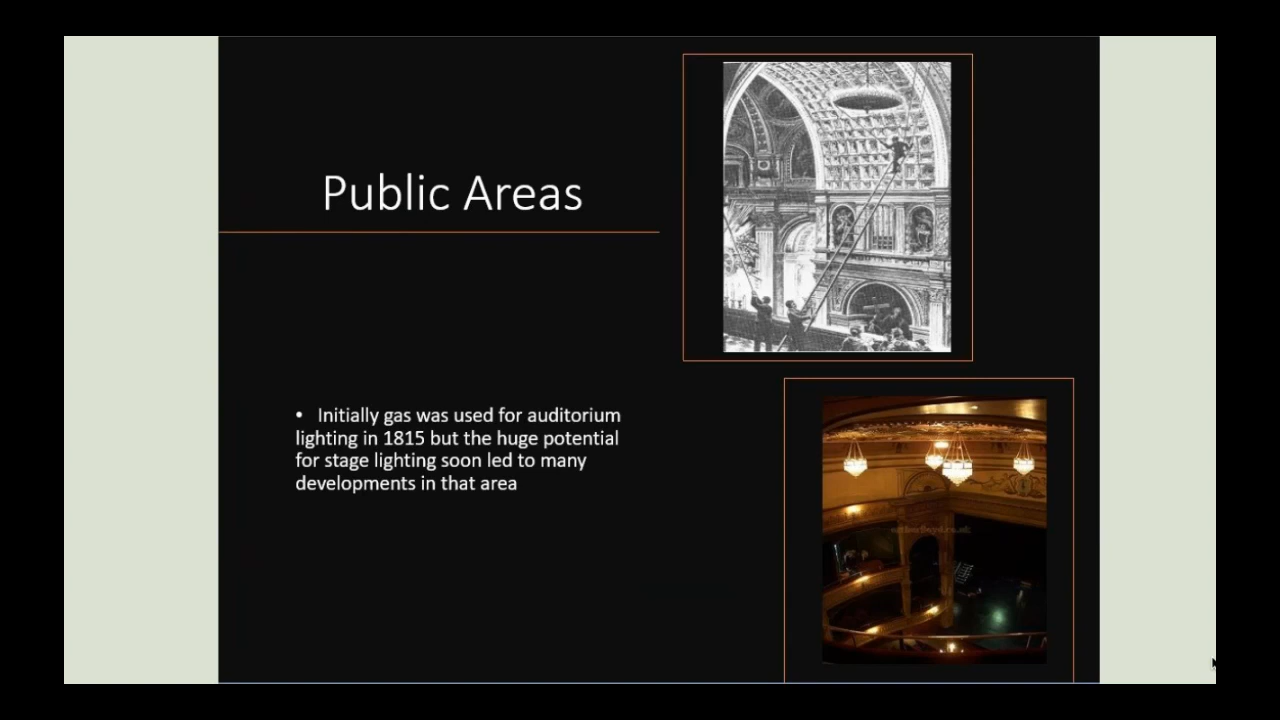 Public Areas
• Initially gas was used for auditorium
lighting in 1815 but the huge potential
for stage lighting soon led to many
developments in that area